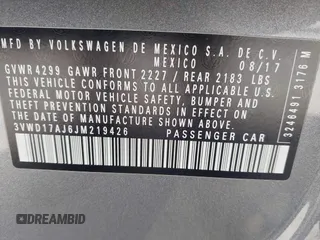 MFD BY VOLKSWAGEN DE MEXICO S.A. DE C.V.
MEXICO 08/17
GVWR 4299 GAWR FRONT 2227 / REAR 2183 LBS
THIS VEHICLE CONFORMS TO ALL APPLICABLE U.S.
FEDERAL MOTOR VEHICLE SAFETY, BUMPER AND
THEFT PREVENTION STANDARDS IN EFFECT ON THE
DATE OF MANUFACTURE SHOWN ABOVE
3VWD17AJ6JM219426 PASSENGER CAR
3246491 3176 M
DREAMBID